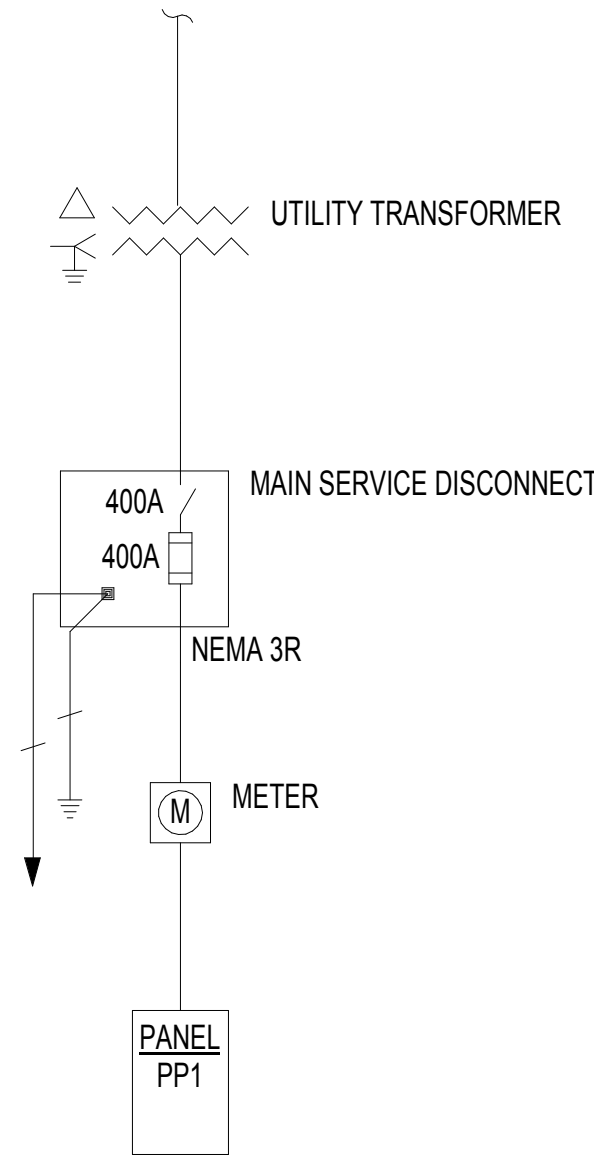 UTILITY TRANSFORMER
MAIN SERVICE DISCONNECT
400A
400A
NEMA 3R
METER
M
PANEL
PP1